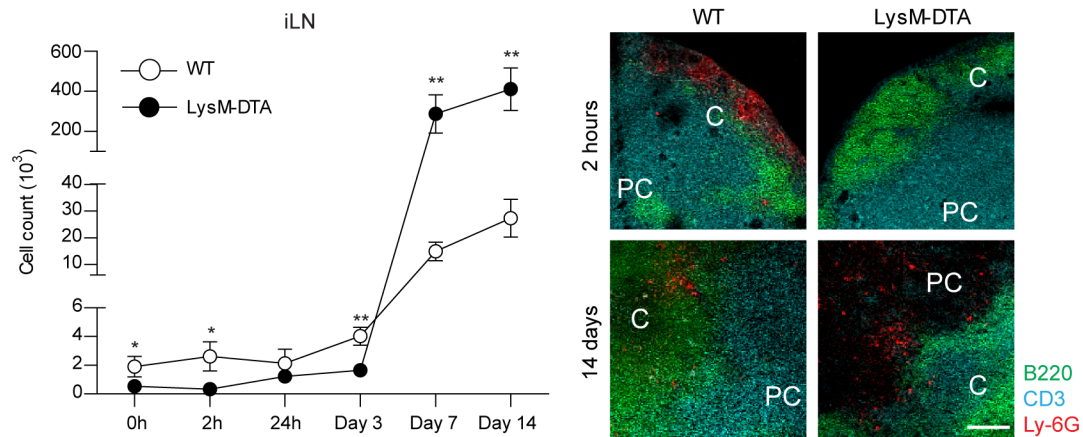 iLN
WT
LysM-DTA
Cell count (10³)
600
400
200
40
30
20
10
6
4
2
0
*
*
**
**
**
0h
2h
24h
Day 3
Day 7
Day 14
WT
LysM-DTA
2 hours
14 days
C
PC
C
PC
C
PC
PC
C
B220
CD3
Ly-6G